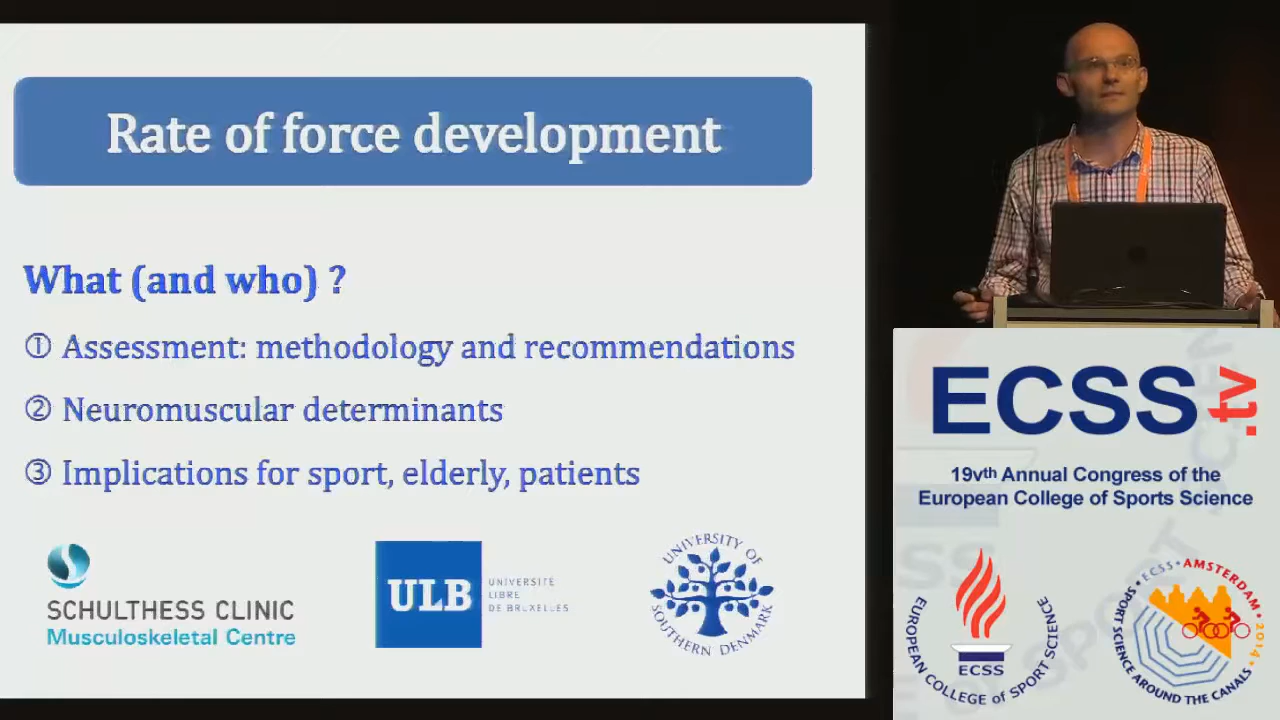 Rate of force development
What (and who) ?
① Assessment: methodology and recommendations
② Neuromuscular determinants
③ Implications for sport, elderly, patients
SCHULTHESS CLINIC
Musculoskeletal Centre
ULB
UNIVERSITÉ
LIBRE
DE BRUXELLES
UNIVERSITY OF
SOUTHERN DENMARK
ECSS
.tv
19vth Annual Congress of the
European College of Sports Science
EUROPEAN COLLEGE OF SPORT SCIENCE
ECSS
ECSS • AMSTERDAM • 2014 •
SPORT SCIENCE AROUND THE CANALS